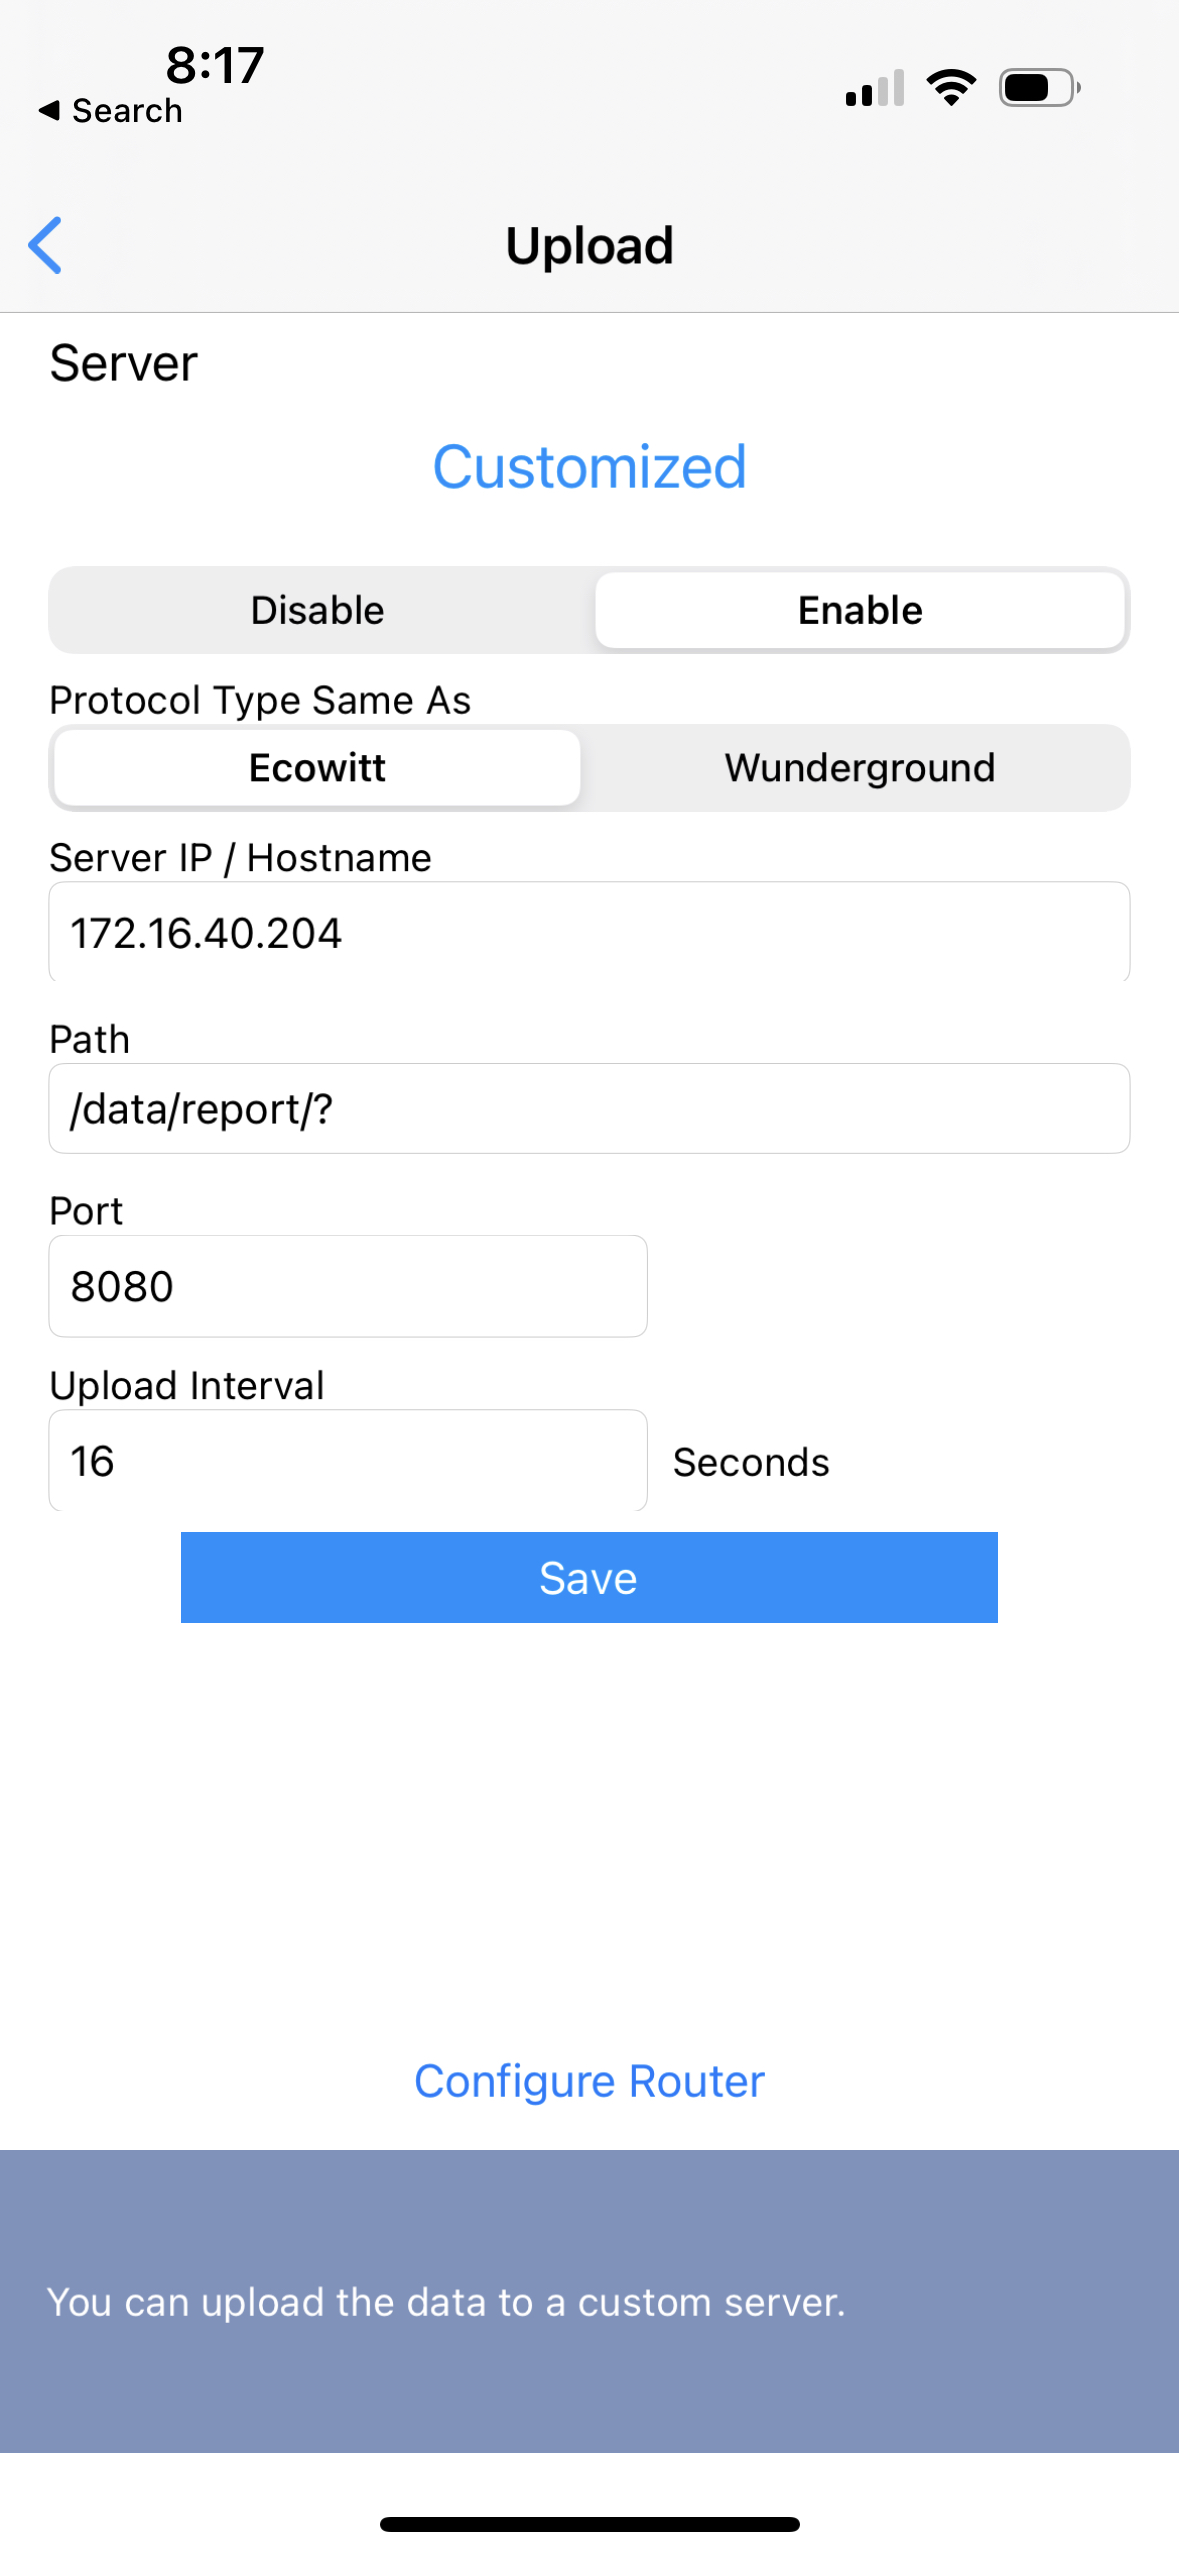 8:17
◀ Search
Upload
Server
Customized
Disable
Enable
Protocol Type Same As
Ecowitt
Wunderground
Server IP / Hostname
172.16.40.204
Path
/data/report/?
Port
8080
Upload Interval
16
Seconds
Save
Configure Router
You can upload the data to a custom server.